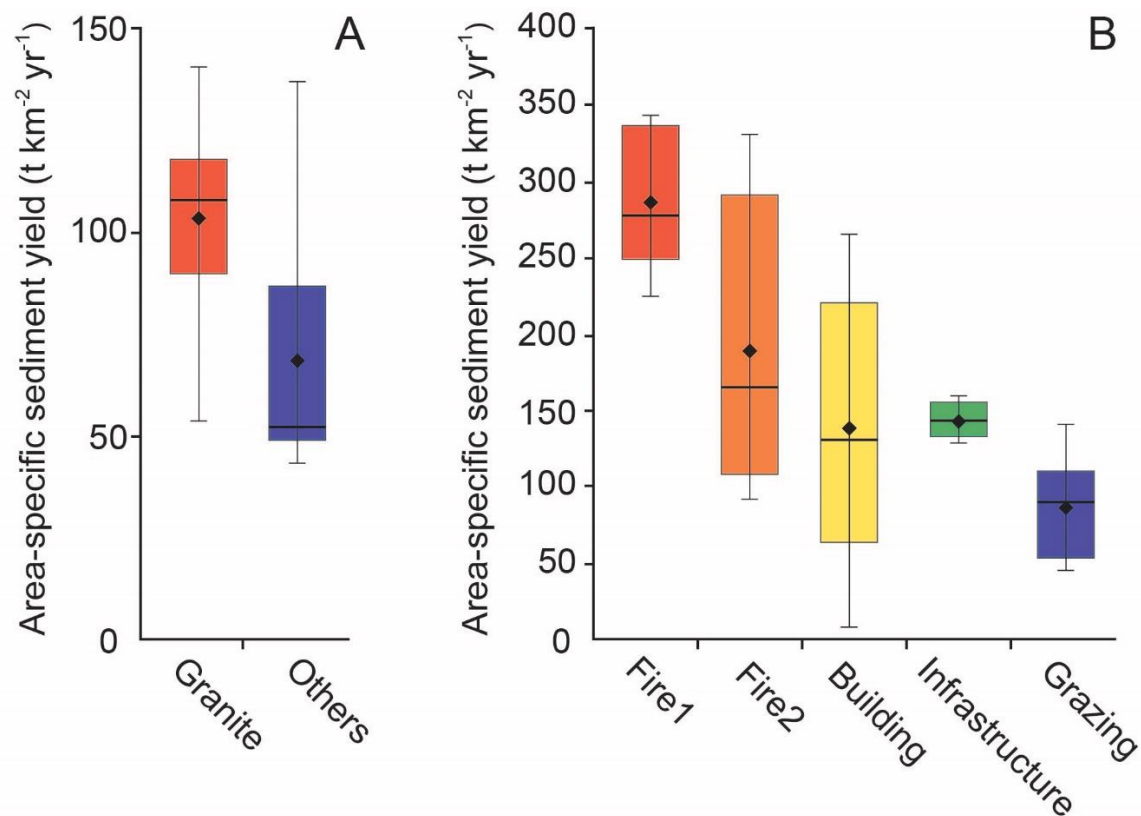 A
Area-specific sediment yield (t km⁻² yr⁻¹)
150
100
50
0
Granite
Others
B
Area-specific sediment yield (t km⁻² yr⁻¹)
400
350
300
250
200
150
100
50
0
Fire1
Fire2
Building
Infrastructure
Grazing